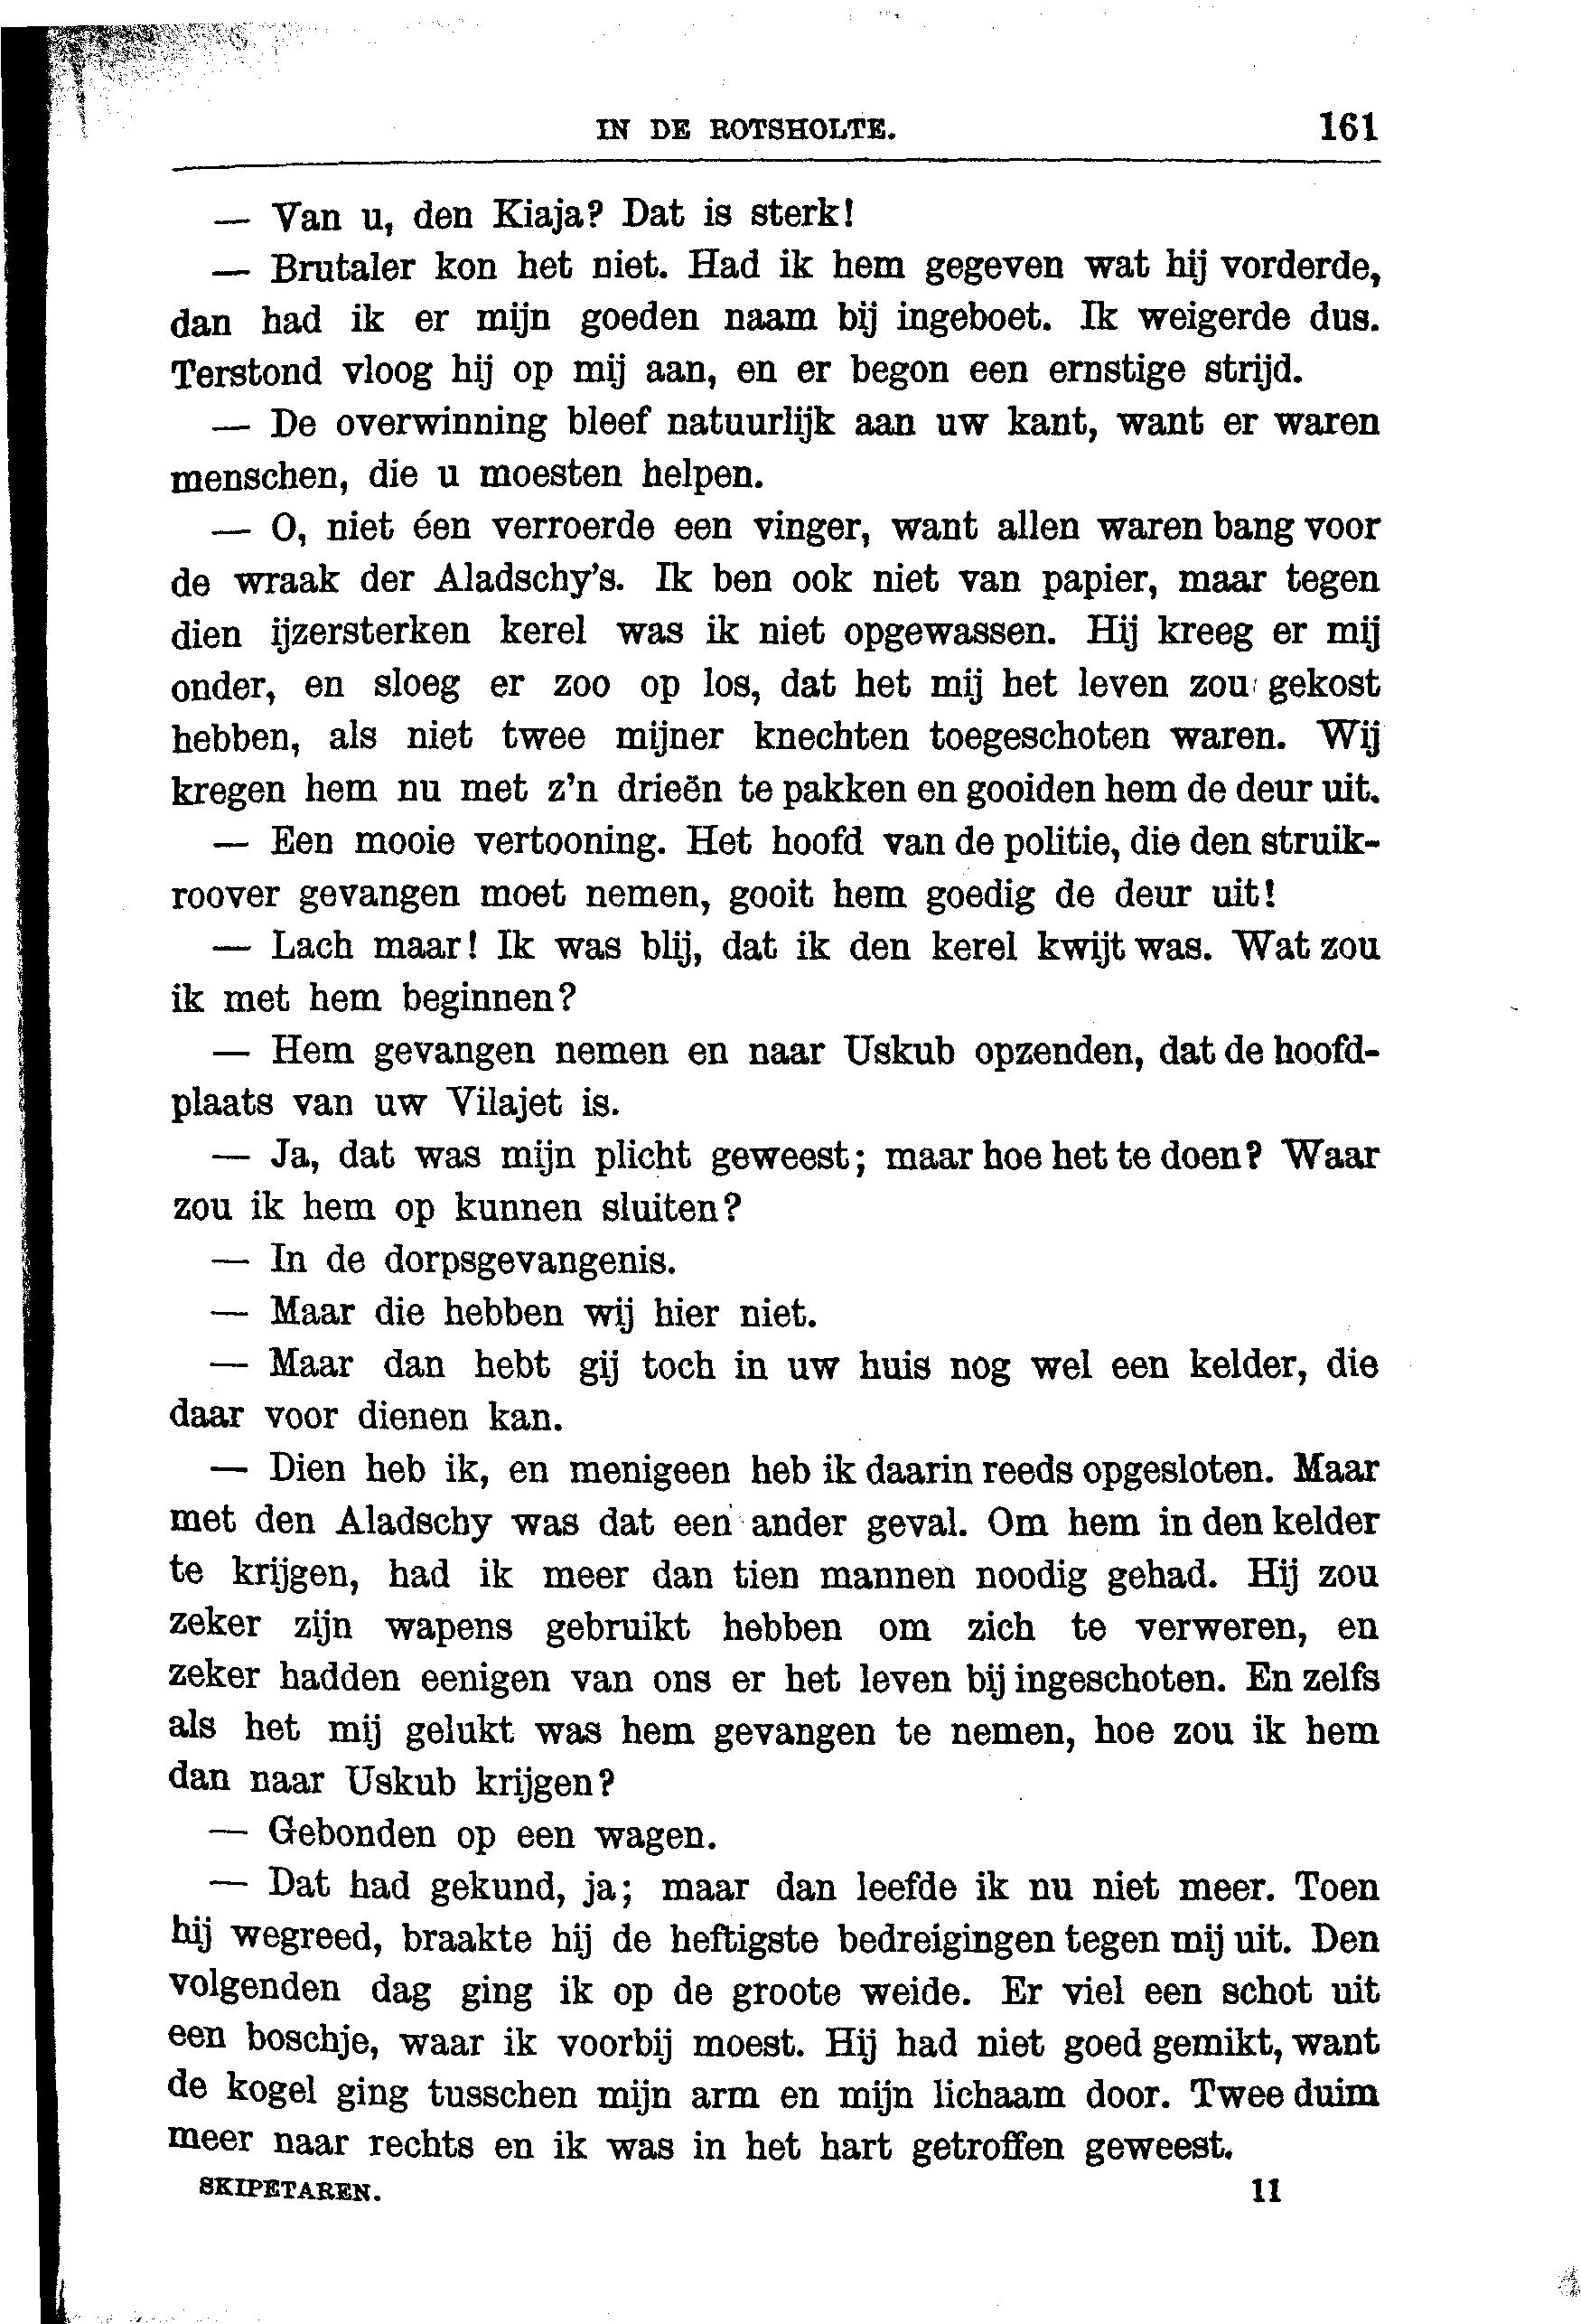 IN DE ROTSHOLTE. 161
— Van u, den Kiaja? Dat is sterk!
— Brutaler kon het niet. Had ik hem gegeven wat hij vorderde,
dan had ik er mijn goeden naam bij ingeboet. Ik weigerde dus.
Terstond vloog hij op mij aan, en er begon een ernstige strijd.
— De overwinning bleef natuurlijk aan uw kant, want er waren
menschen, die u moesten helpen.
— O, niet éen verroerde een vinger, want allen waren bang voor
de wraak der Aladschy's. Ik ben ook niet van papier, maar tegen
dien ijzersterken kerel was ik niet opgewassen. Hij kreeg er mij
onder, en sloeg er zoo op los, dat het mij het leven zou gekost
hebben, als niet twee mijner knechten toegeschoten waren. Wij
kregen hem nu met z'n drieën te pakken en gooiden hem de deur uit.
— Een mooie vertooning. Het hoofd van de politie, die den struik-
roover gevangen moet nemen, gooit hem goedig de deur uit!
— Lach maar! Ik was blij, dat ik den kerel kwijt was. Wat zou
ik met hem beginnen?
— Hem gevangen nemen en naar Uskub opzenden, dat de hoofd-
plaats van uw Vilajet is.
— Ja, dat was mijn plicht geweest; maar hoe het te doen? Waar
zou ik hem op kunnen sluiten?
— In de dorpsgevangenis.
— Maar die hebben wij hier niet.
— Maar dan hebt gij toch in uw huis nog wel een kelder, die
daar voor dienen kan.
— Dien heb ik, en menigeen heb ik daarin reeds opgesloten. Maar
met den Aladschy was dat een ander geval. Om hem in den kelder
te krijgen, had ik meer dan tien mannen noodig gehad. Hij zou
zeker zijn wapens gebruikt hebben om zich te verweren, en
zeker hadden eenigen van ons er het leven bij ingeschoten. En zelfs
als het mij gelukt was hem gevangen te nemen, hoe zou ik hem
dan naar Uskub krijgen?
— Gebonden op een wagen.
— Dat had gekund, ja; maar dan leefde ik nu niet meer. Toen
hij wegreed, braakte hij de heftigste bedreigingen tegen mij uit. Den
volgenden dag ging ik op de groote weide. Er viel een schot uit
een boschje, waar ik voorbij moest. Hij had niet goed gemikt, want
de kogel ging tusschen mijn arm en mijn lichaam door. Twee duim
meer naar rechts en ik was in het hart getroffen geweest.
SKIPETAREN. 11